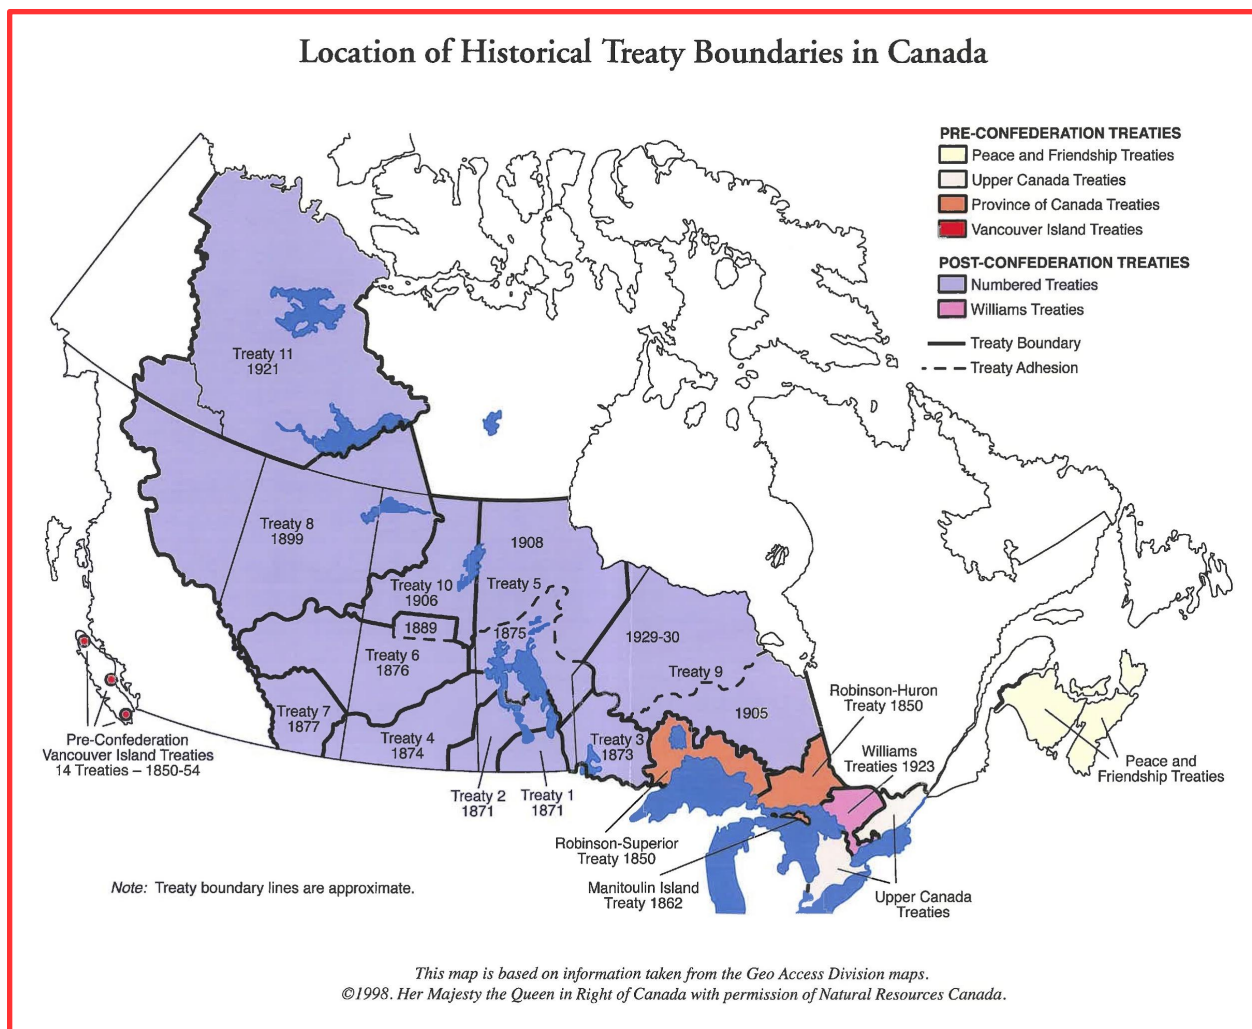 Location of Historical Treaty Boundaries in Canada
PRE-CONFEDERATION TREATIES
Peace and Friendship Treaties
Upper Canada Treaties
Province of Canada Treaties
Vancouver Island Treaties
POST-CONFEDERATION TREATIES
Numbered Treaties
Williams Treaties
Treaty Boundary
Treaty Adhesion
Treaty 11
1921
Treaty 8
1899
1908
Treaty 10
1906
Treaty 5
1889
1875
Treaty 6
1876
1929-30
Treaty 9
1905
Treaty 7
1877
Treaty 4
1874
Treaty 3
1873
Treaty 2
1871
Treaty 1
1871
Pre-Confederation
Vancouver Island Treaties
14 Treaties – 1850-54
Robinson-Huron
Treaty 1850
Williams
Treaties 1923
Peace and
Friendship Treaties
Robinson-Superior
Treaty 1850
Manitoulin Island
Treaty 1862
Upper Canada
Treaties
Note: Treaty boundary lines are approximate.
This map is based on information taken from the Geo Access Division maps.
©1998. Her Majesty the Queen in Right of Canada with permission of Natural Resources Canada.